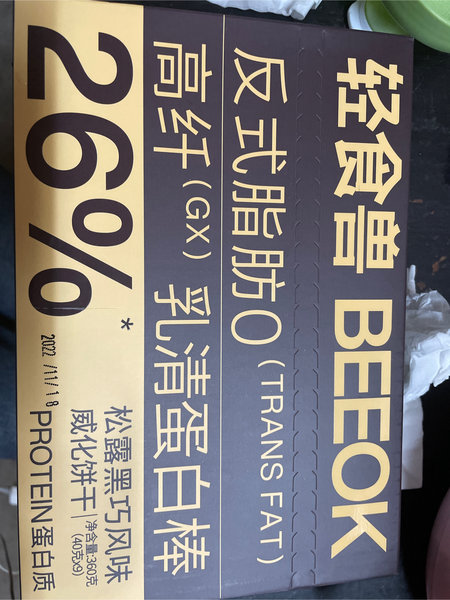 轻食兽 BEEOK
反式脂肪0(TRANS FAT)
高纤(GX)乳清蛋白棒
26%*
松露黑巧风味
威化饼干
净含量:360克
(40克x9)
2022/11/18
PROTEIN蛋白质